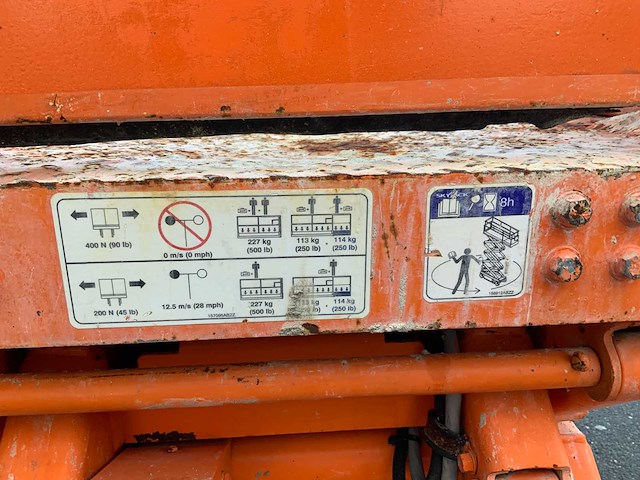 400 N (90 lb)
0 m/s (0 mph)
227 kg
(500 lb)
113 kg
(250 lb)
114 kg
(250 lb)
200 N (45 lb)
12.5 m/s (28 mph)
227 kg
(500 lb)
113 kg
(250 lb)
114 kg
(250 lb)
SKYJACK
8h